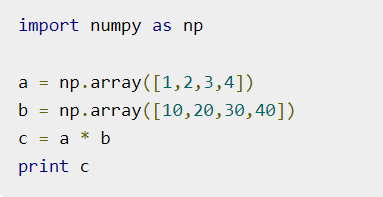 import numpy as np
a = np.array([1,2,3,4])
b = np.array([10,20,30,40])
c = a * b
print c